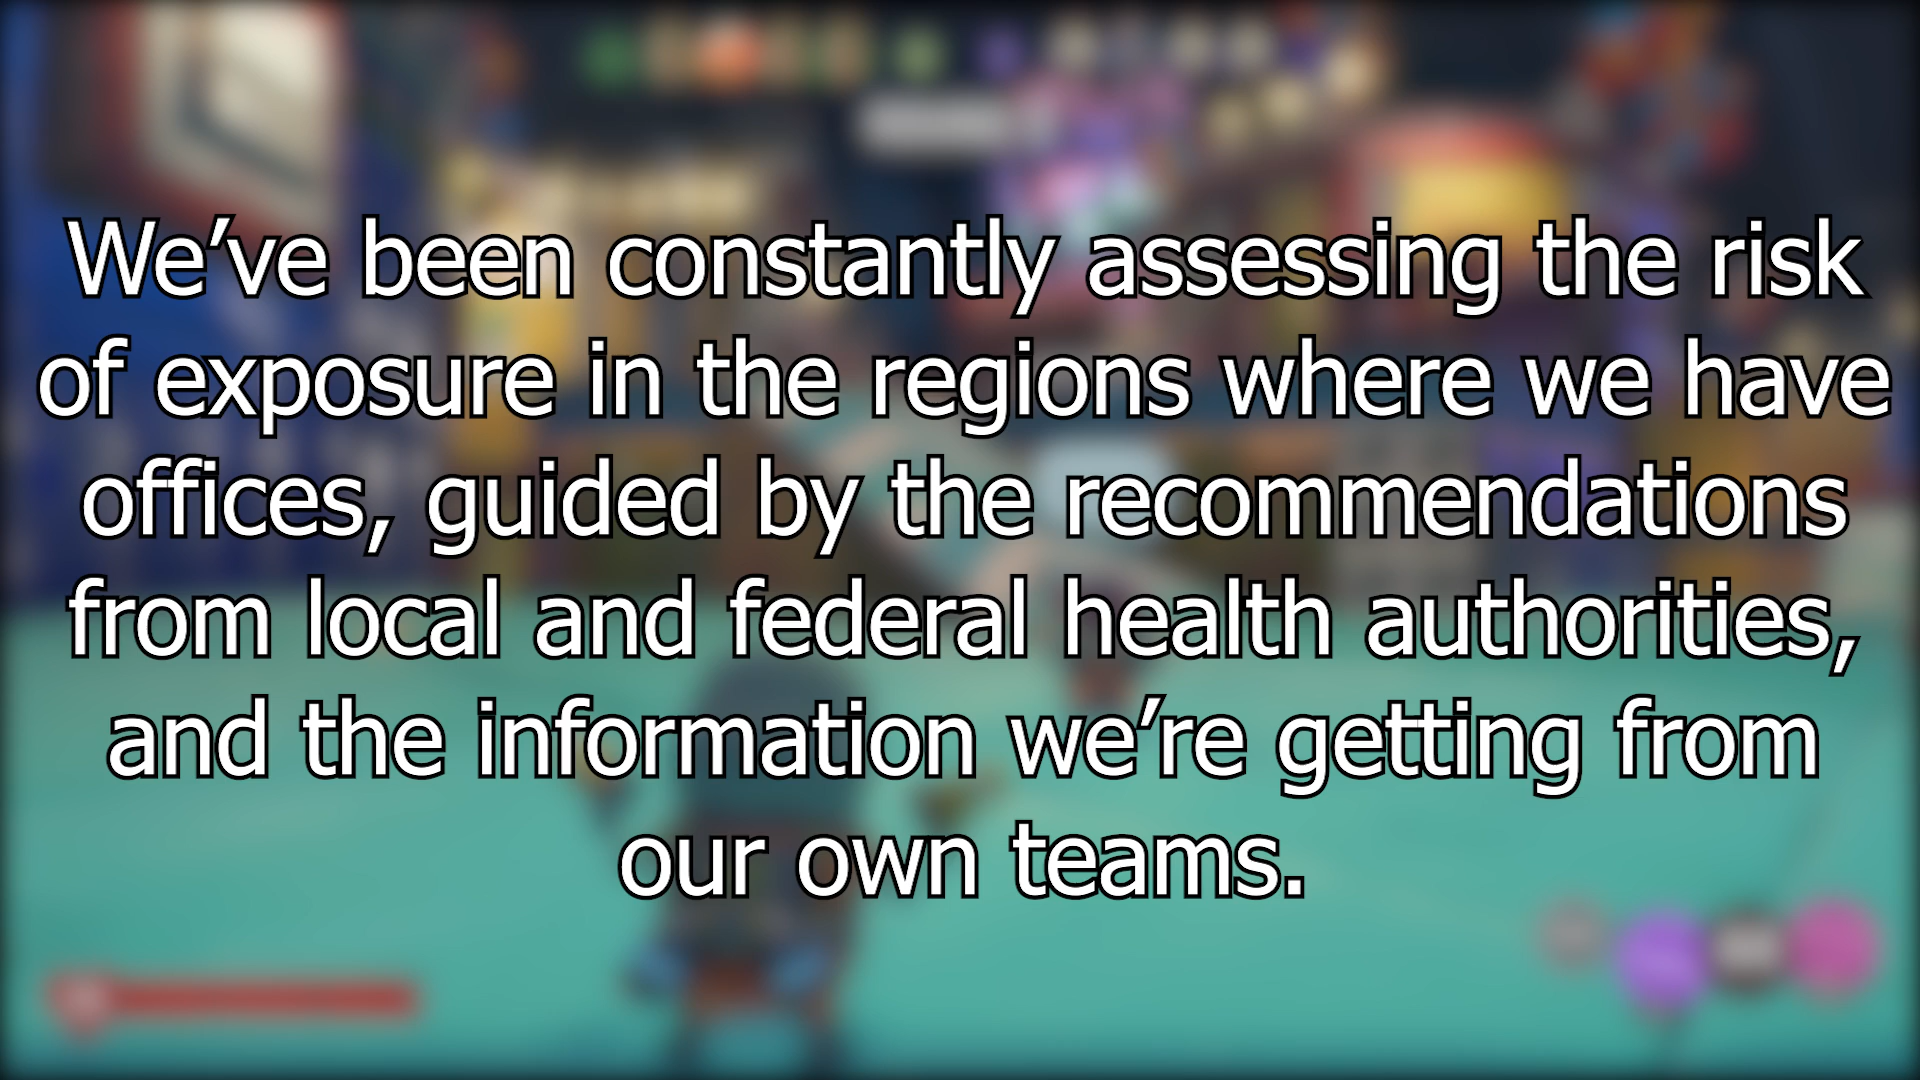 We’ve been constantly assessing the risk
of exposure in the regions where we have
offices, guided by the recommendations
from local and federal health authorities,
and the information we’re getting from
our own teams.